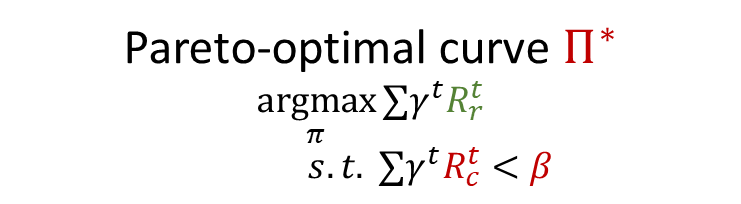 Pareto-optimal curve Π*
argmax ∑γᵗRᵣᵗ
π
s.t. ∑γᵗR꜀ᵗ < β